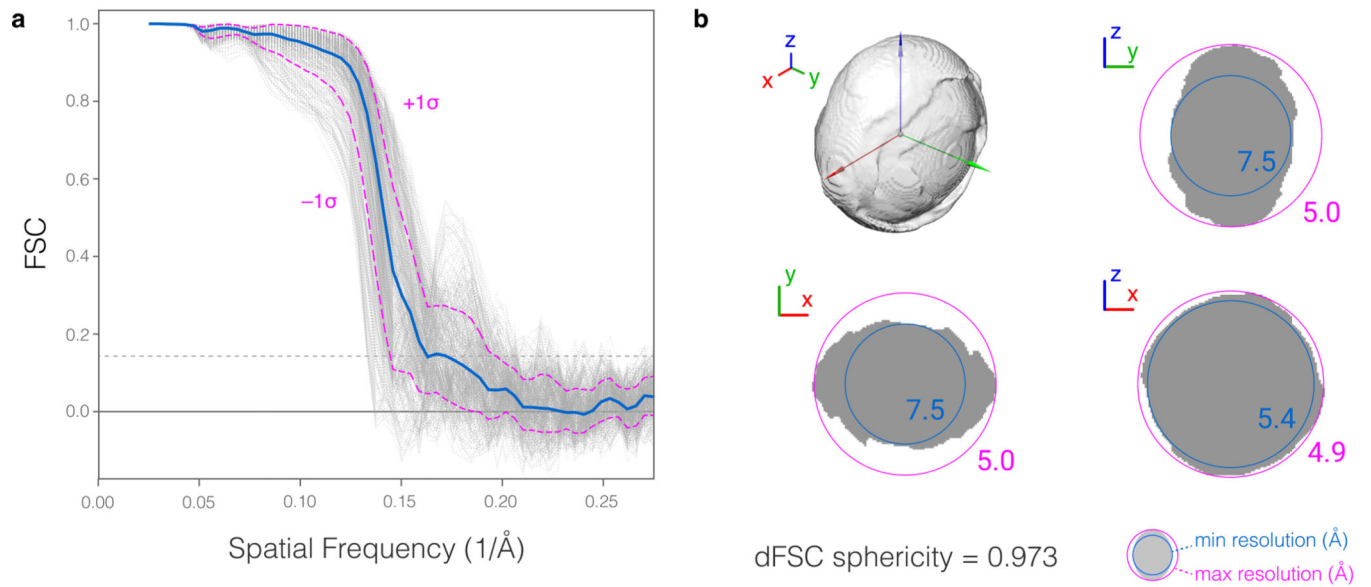 a
1.0
0.8
0.6
0.4
0.2
0.0
FSC
+1σ
−1σ
0.00
0.05
0.10
0.15
0.20
0.25
Spatial Frequency (1/Å)
b
z
x
y
z
y
7.5
5.0
y
x
7.5
5.0
z
x
5.4
4.9
dFSC sphericity = 0.973
min resolution (Å)
max resolution (Å)